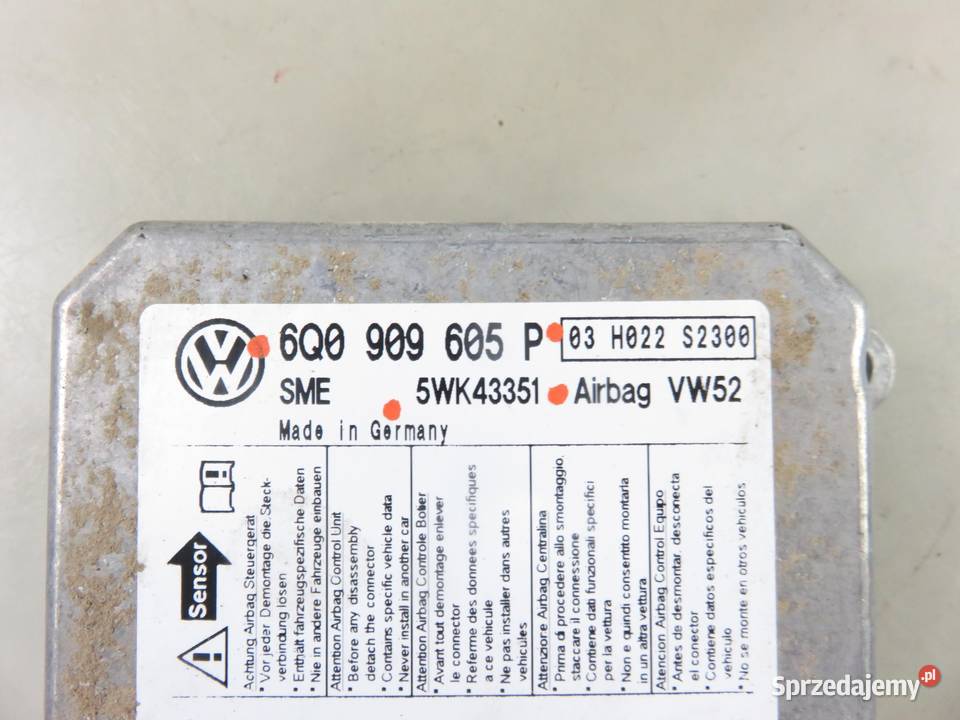 6Q0 909 605 P 03 H022 S2300
SME 5WK43351 Airbag VW52
Made in Germany
Sensor
Achtung Airbag Steuergerät
• Vor jeder Demontage die Steck-
verbindung lösen
• Enthält fahrzeugspezifische Daten
• Nie in andere Fahrzeuge einbauen
Attention Airbag Control Unit
• Before any disassembly
detach the connector
• Contains specific vehicle data
• Never install in another car
Attention Airbag Controle Boîtier
• Avant tout demontage enlever
le connector
• Referme des donnees specifiques
a ce vehicule
• Ne pas installer dans autres
vehicules
Attenzione Airbag Centralina
• Prima di procedere allo smontaggio,
staccare il connessione
• Contiene dati funzionali specifici
per la vettura
• Non e quindi consentito montarla
in un altra vettura
Atencion Airbag Control Equipo
• Antes de desmontar, desconecta
el conector
• Contiene datos especificos del
vehiculo
• No se monte en otros vehiculos
Sprzedajemy.pl